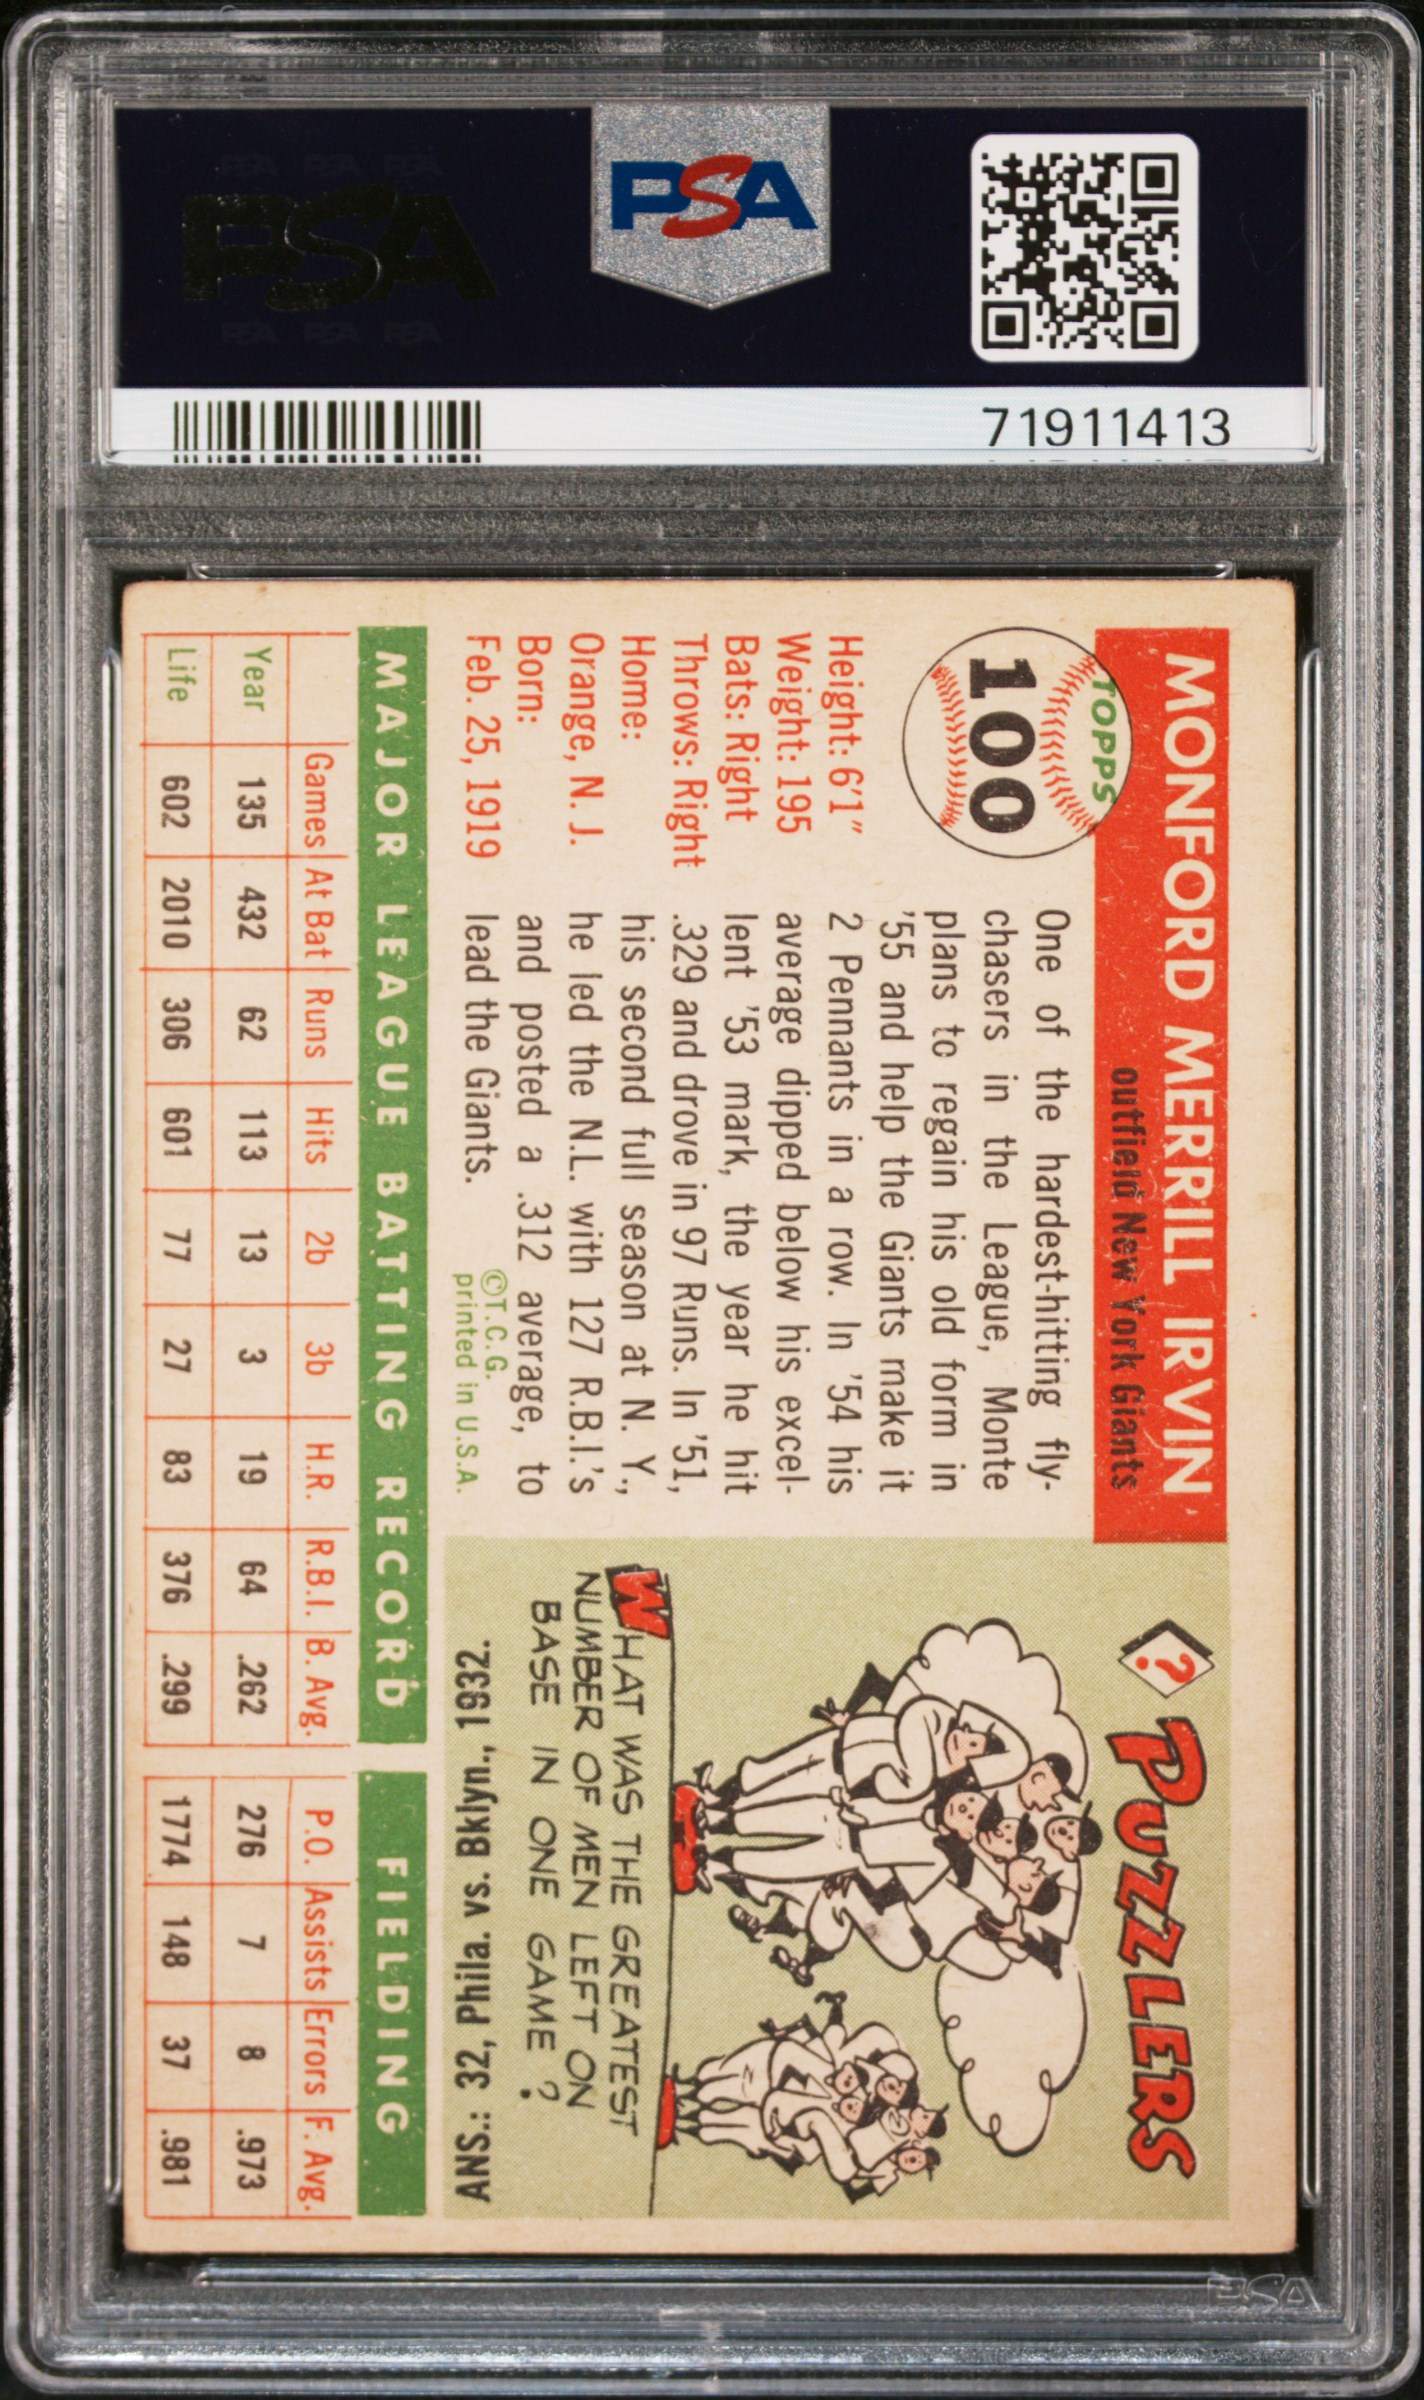 PSA PSA PSA
PSA
PSA PSA PSA
PSA
71911413
MONFORD MERRILL IRVIN
outfield New York Giants
TOPPS
100
Height: 6'1"
Weight: 195
Bats: Right
Throws: Right
Home:
Orange, N. J.
Born:
Feb. 25, 1919
One of the hardest-hitting fly-
chasers in the League, Monte
plans to regain his old form in
'55 and help the Giants make it
2 Pennants in a row. In '54 his
average dipped below his excel-
lent '53 mark, the year he hit
.329 and drove in 97 Runs. In '51,
his second full season at N. Y.,
he led the N.L. with 127 R.B.I.'s
and posted a .312 average, to
lead the Giants.
©T.C.G.
printed in U.S.A.
? PUZZLERS
WHAT WAS THE GREATEST
NUMBER OF MEN LEFT ON
BASE IN ONE GAME?
ANS.: 32, Phila. vs. Bklyn., 1932.
MAJOR LEAGUE BATTING RECORD FIELDING
Games At Bat Runs Hits 2b 3b H.R. R.B.I. B. Avg. P.O. Assists Errors F. Avg.
Year 135 432 62 113 13 3 19 64 .262 276 7 8 .973
Life 602 2010 306 601 77 27 83 376 .299 1774 148 37 .981
PSA